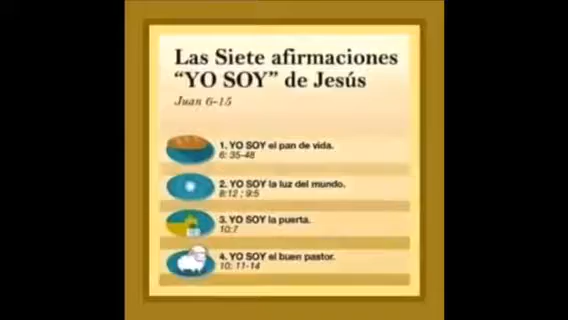 Las Siete afirmaciones
“YO SOY” de Jesús
Juan 6-15
1. YO SOY el pan de vida.
6: 35-48
2. YO SOY la luz del mundo.
8:12 ; 9:5
3. YO SOY la puerta.
10:7
4. YO SOY el buen pastor.
10: 11-14